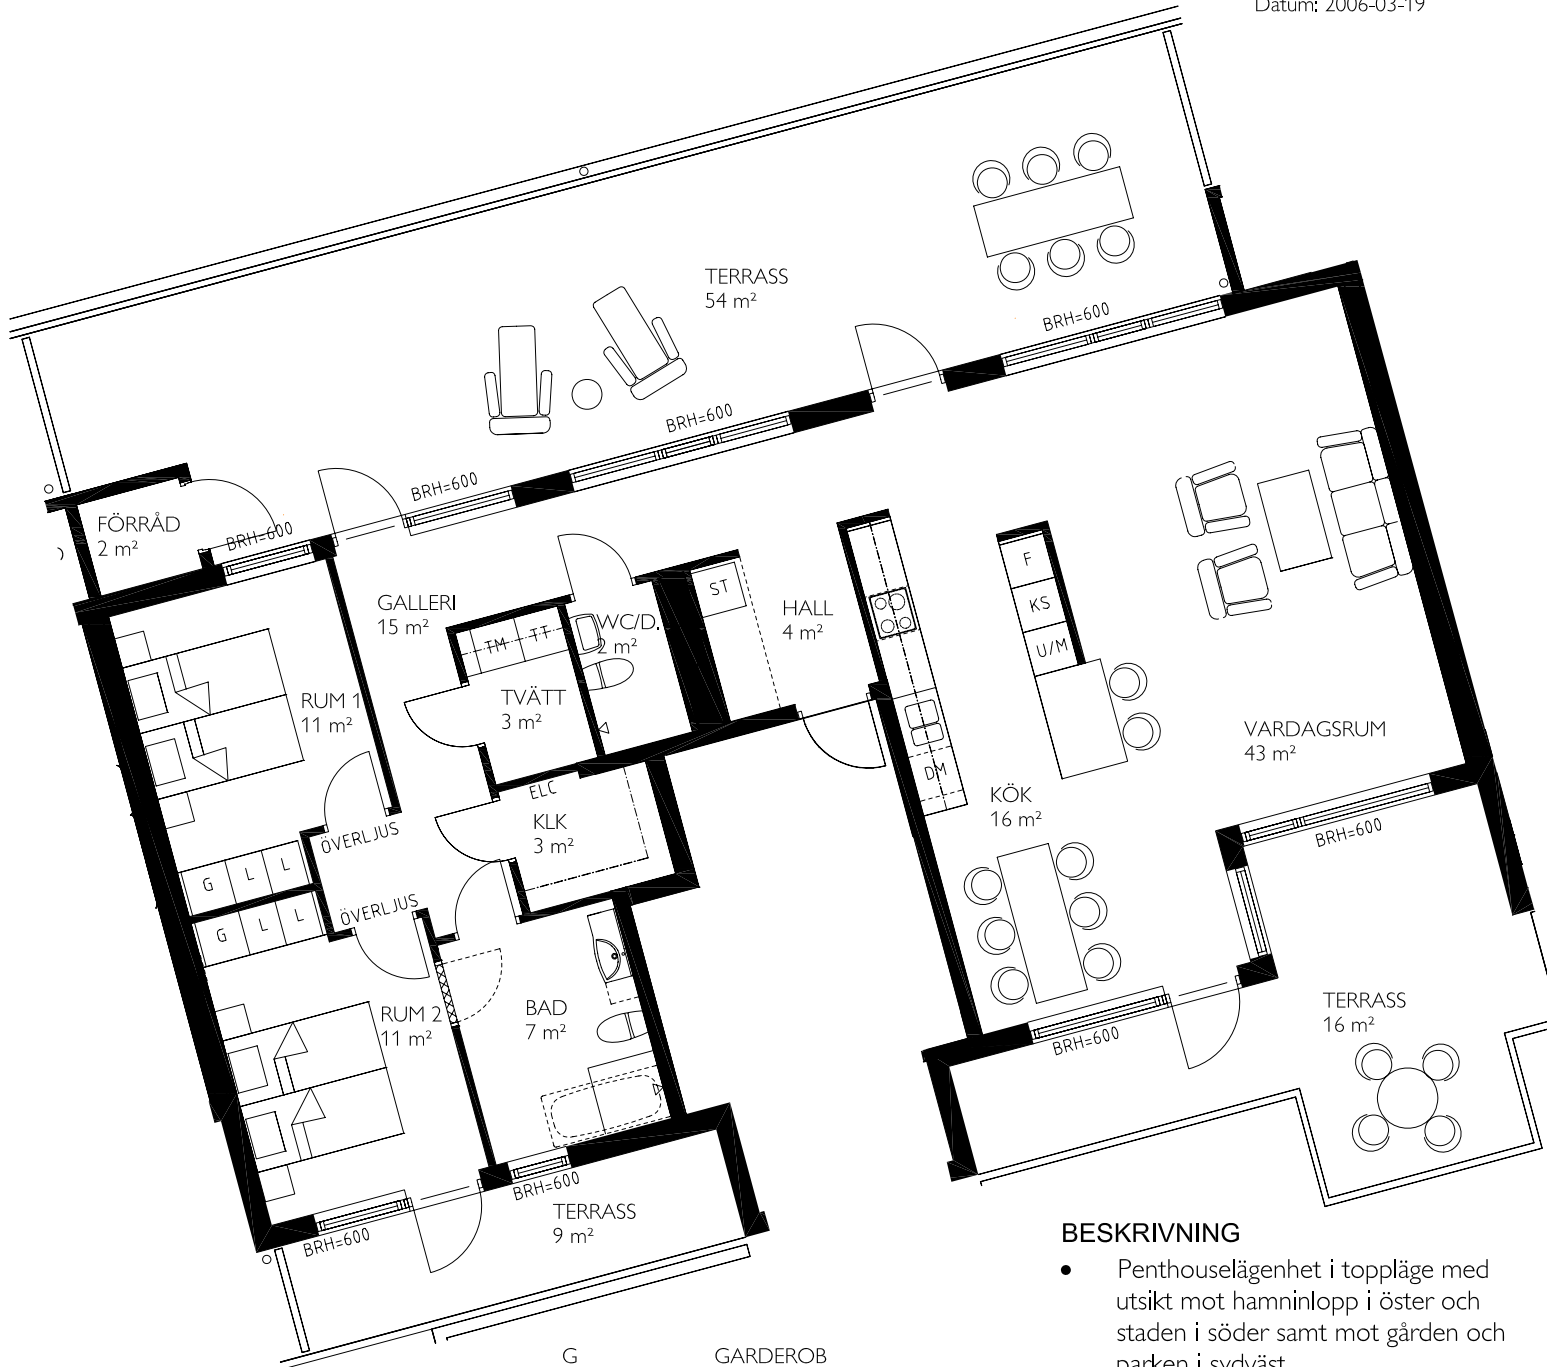 Datum: 2006-03-19
TERRASS
54 m²
BRH=600
BRH=600
BRH=600
FÖRRÅD
2 m²
BRH=600
GALLERI
15 m²
TM
TT
WC/D.
2 m²
ST
HALL
4 m²
F
KS
U/M
RUM 1
11 m²
TVÄTT
3 m²
VARDAGSRUM
43 m²
DM
KÖK
16 m²
ELC
KLK
3 m²
ÖVERLJUS
BRH=600
G
L
L
ÖVERLJUS
G
L
L
RUM 2
11 m²
BAD
7 m²
TERRASS
16 m²
BRH=600
BRH=600
TERRASS
9 m²
BRH=600
BESKRIVNING
• Penthouselägenhet i toppläge med
utsikt mot hamninlopp i öster och
staden i söder samt mot gården och
parken i sydväst
G GARDEROB